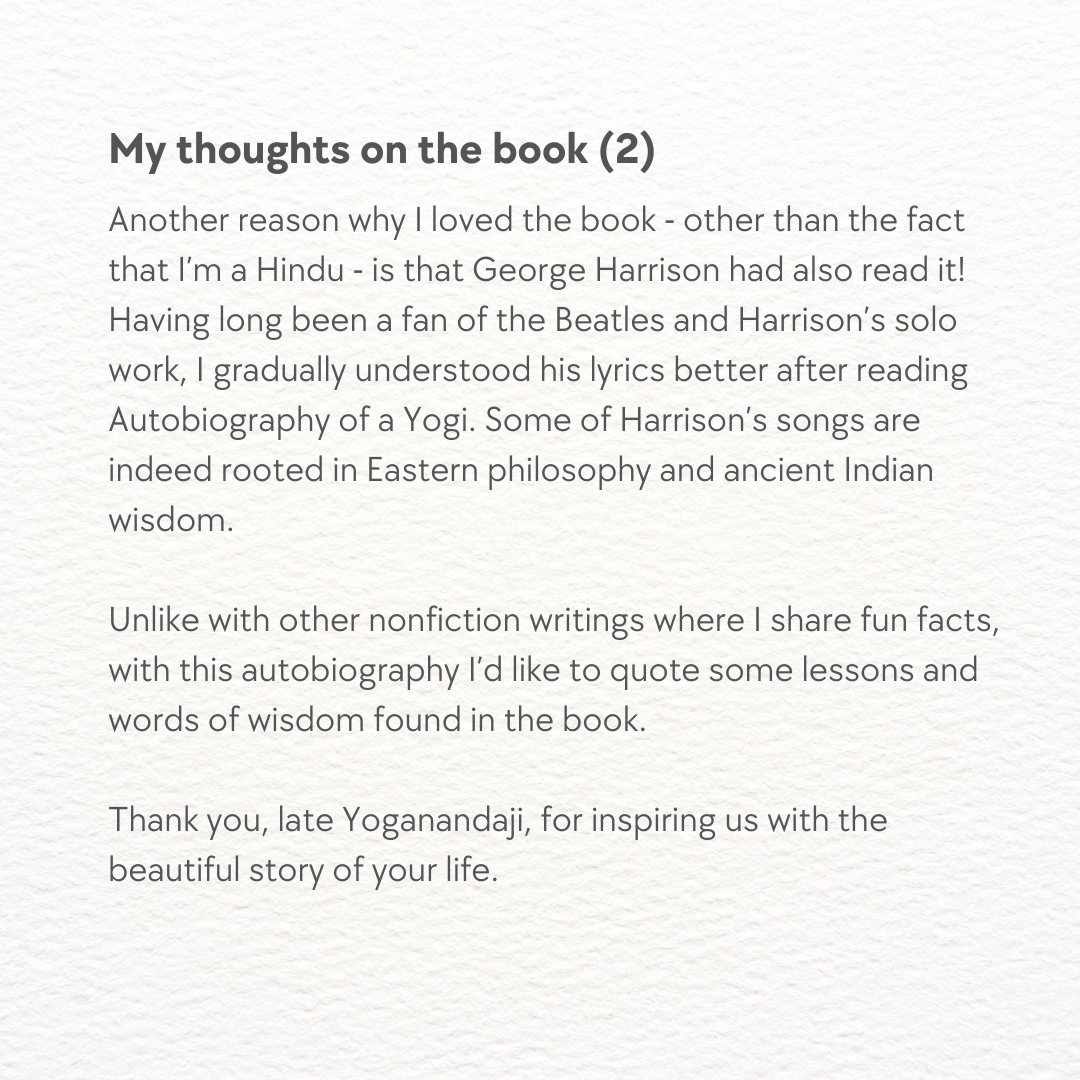 My thoughts on the book (2)
Another reason why I loved the book - other than the fact
that I'm a Hindu - is that George Harrison had also read it!
Having long been a fan of the Beatles and Harrison's solo
work, I gradually understood his lyrics better after reading
Autobiography of a Yogi. Some of Harrison's songs are
indeed rooted in Eastern philosophy and ancient Indian
wisdom.
Unlike with other nonfiction writings where I share fun facts,
with this autobiography I'd like to quote some lessons and
words of wisdom found in the book.
Thank you, late Yoganandaji, for inspiring us with the
beautiful story of your life.